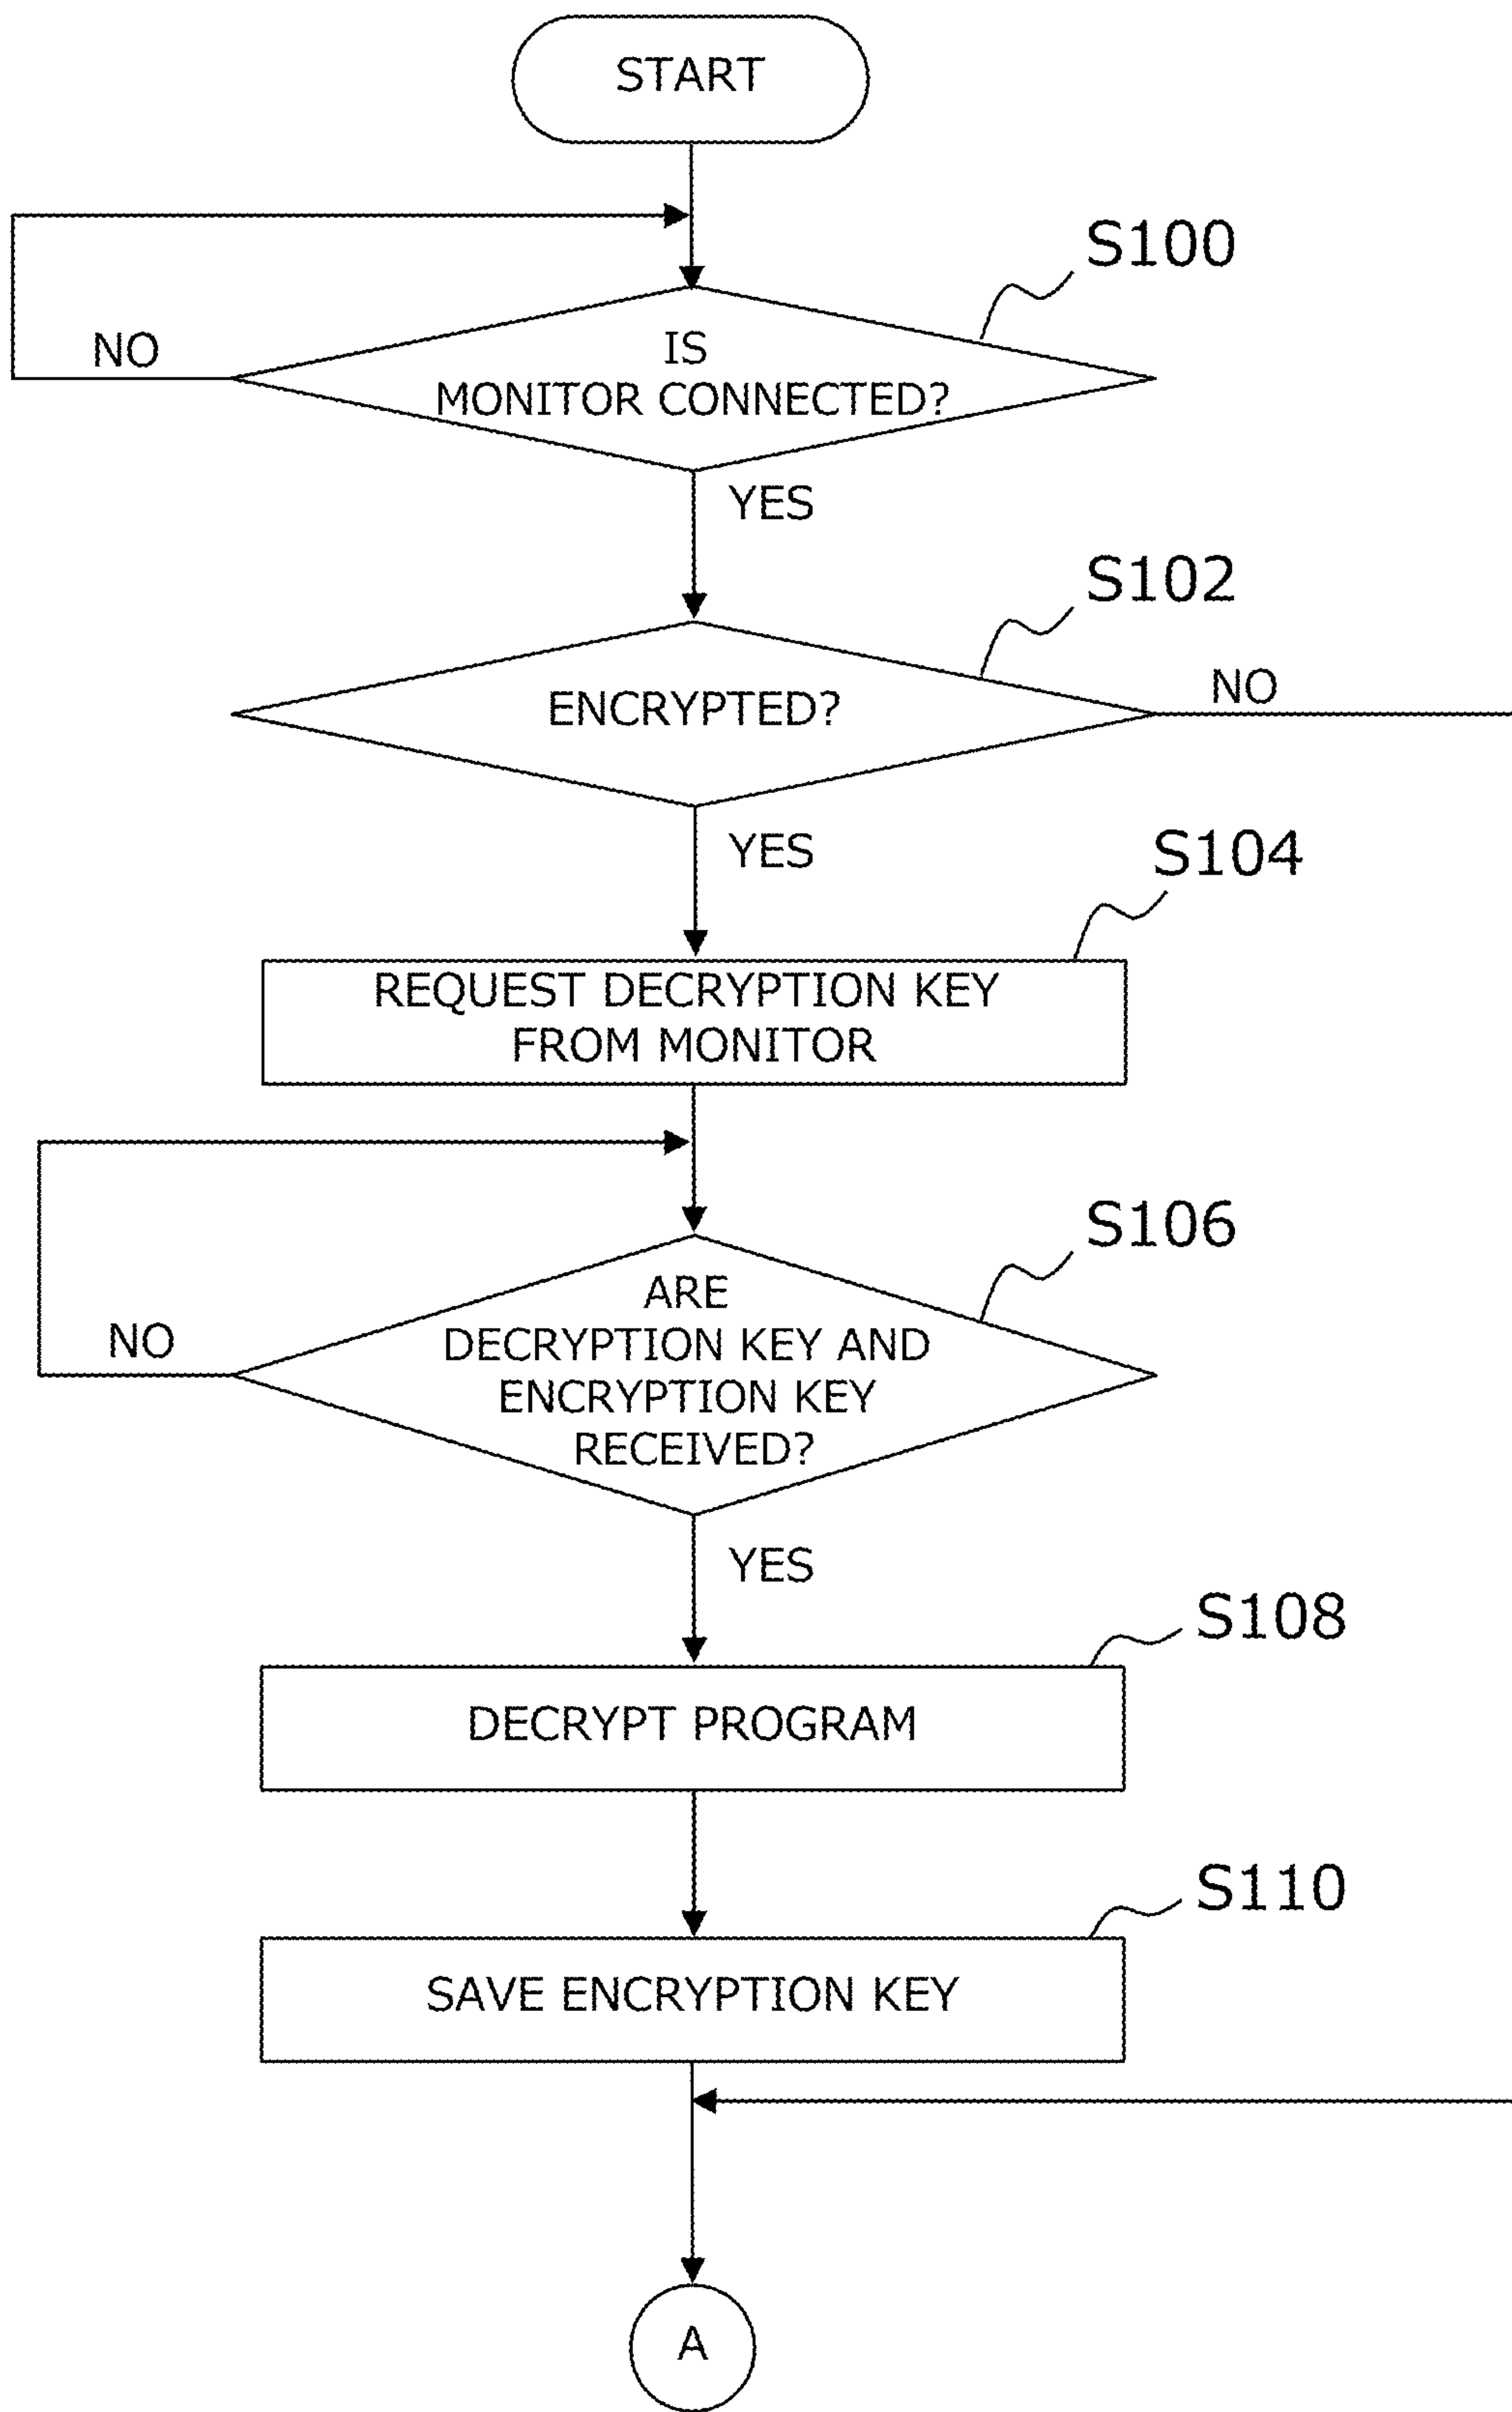 START
S100
NO
IS
MONITOR CONNECTED?
YES
S102
NO
ENCRYPTED?
YES
S104
REQUEST DECRYPTION KEY
FROM MONITOR
S106
NO
ARE
DECRYPTION KEY AND
ENCRYPTION KEY
RECEIVED?
YES
S108
DECRYPT PROGRAM
S110
SAVE ENCRYPTION KEY
A